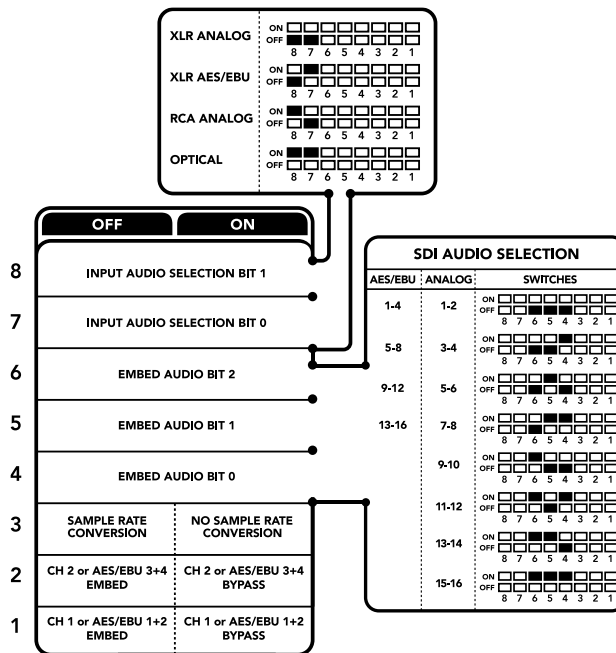 XLR ANALOG
ON
OFF
8 7 6 5 4 3 2 1
XLR AES/EBU
ON
OFF
8 7 6 5 4 3 2 1
RCA ANALOG
ON
OFF
8 7 6 5 4 3 2 1
OPTICAL
ON
OFF
8 7 6 5 4 3 2 1
OFF ON
8 INPUT AUDIO SELECTION BIT 1
7 INPUT AUDIO SELECTION BIT 0
6 EMBED AUDIO BIT 2
5 EMBED AUDIO BIT 1
4 EMBED AUDIO BIT 0
3
SAMPLE RATE
CONVERSION
NO SAMPLE RATE
CONVERSION
2
CH 2 or AES/EBU 3+4
EMBED
CH 2 or AES/EBU 3+4
BYPASS
1
CH 1 or AES/EBU 1+2
EMBED
CH 1 or AES/EBU 1+2
BYPASS
SDI AUDIO SELECTION
AES/EBU ANALOG SWITCHES
1-4 1-2
ON
OFF
8 7 6 5 4 3 2 1
5-8 3-4
ON
OFF
8 7 6 5 4 3 2 1
9-12 5-6
ON
OFF
8 7 6 5 4 3 2 1
13-16 7-8
ON
OFF
8 7 6 5 4 3 2 1
9-10
ON
OFF
8 7 6 5 4 3 2 1
11-12
ON
OFF
8 7 6 5 4 3 2 1
13-14
ON
OFF
8 7 6 5 4 3 2 1
15-16
ON
OFF
8 7 6 5 4 3 2 1